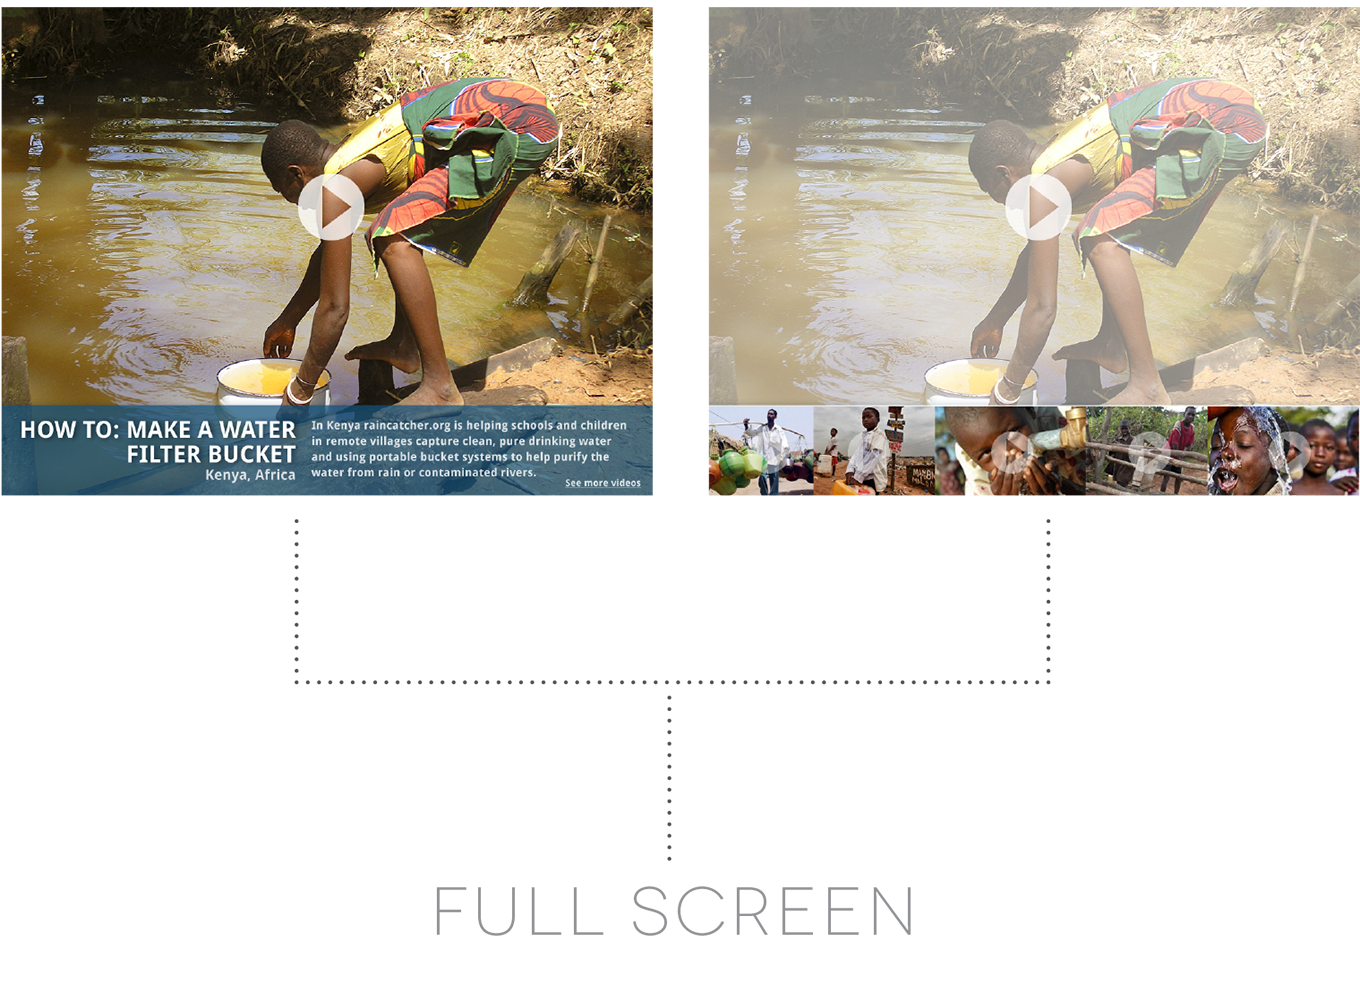 HOW TO: MAKE A WATER
FILTER BUCKET
Kenya, Africa
In Kenya raincatcher.org is helping schools and children
in remote villages capture clean, pure drinking water
and using portable bucket systems to help purify the
water from rain or contaminated rivers.
See more videos
FULL SCREEN